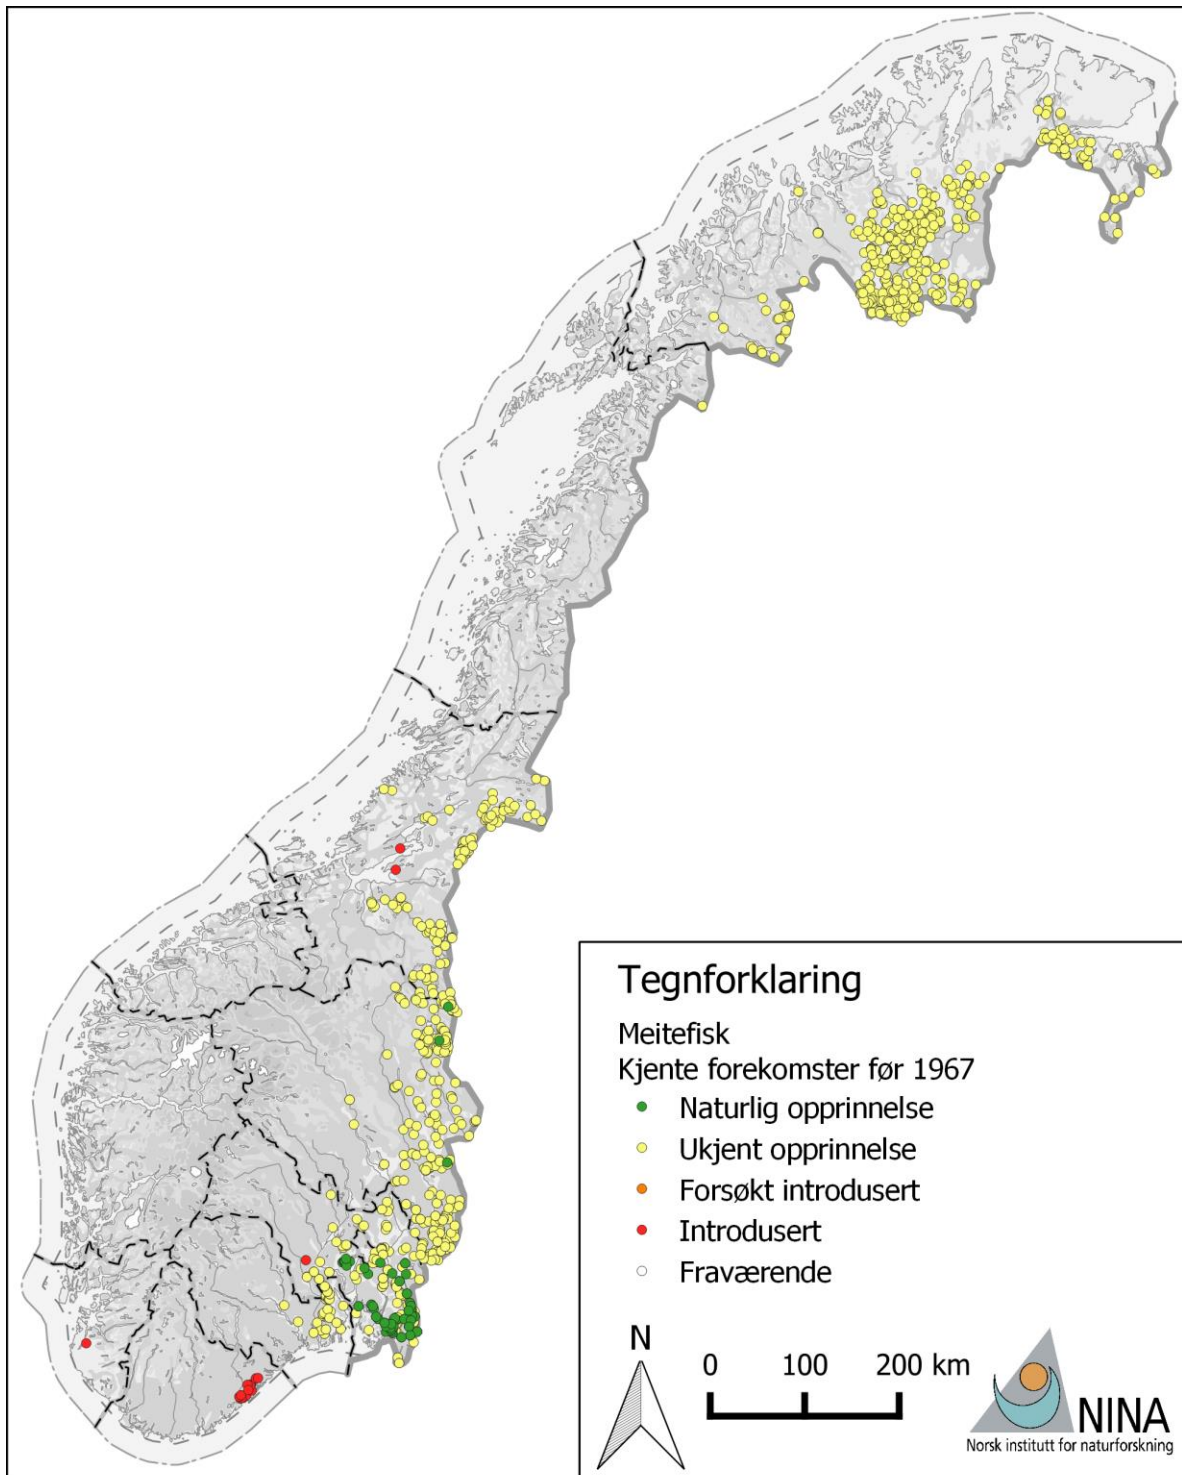 Tegnforklaring
Meitefisk
Kjente forekomster før 1967
Naturlig opprinnelse
Ukjent opprinnelse
Forsøkt introdusert
Introdusert
Fraværende
N
0 100 200 km
NINA
Norsk institutt for naturforskning